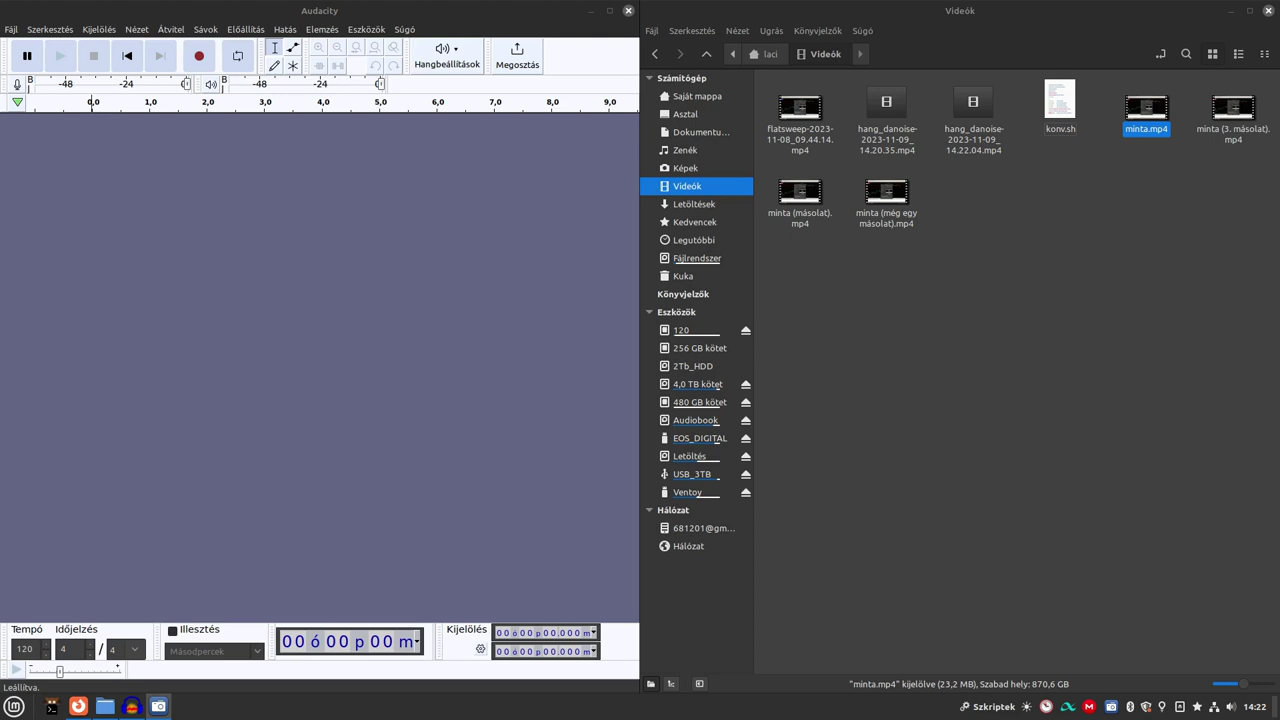 Audacity
Fájl Szerkesztés Kijelölés Nézet Átvitel Sávok Előállítás Hatás Elemzés Eszközök Súgó
Hangbeállítások
Megosztás
B -48 -24 B -48 -24
0,0 1,0 2,0 3,0 4,0 5,0 6,0 7,0 8,0 9,0
Tempó Időjelzés Illesztés Kijelölés
120 4 / 4 Másodpercek
00 ó 00 p 00 m
00 ó 00 p 00,000 m
00 ó 00 p 00,000 m
Leállítva.
Videók
Fájl Szerkesztés Nézet Ugrás Könyvjelzők Súgó
laci Videók
Számítógép
Saját mappa
Asztal
Dokumentu...
Zenék
Képek
Videók
Letöltések
Kedvencek
Legutóbbi
Fájlrendszer
Kuka
Könyvjelzők
Eszközök
120
256 GB kötet
2Tb_HDD
4,0 TB kötet
480 GB kötet
Audiobook
EOS_DIGITAL
Letöltés
USB_3TB
Ventoy
Hálózat
681201@gm...
Hálózat
flatsweep-2023-
11-08_09.44.14.
mp4
hang_danoise-
2023-11-09_
14.20.35.mp4
hang_danoise-
2023-11-09_
14.22.04.mp4
konv.sh
minta.mp4
minta (3. másolat).
mp4
minta (másolat).
mp4
minta (még egy
másolat).mp4
"minta.mp4" kijelölve (23,2 MB), Szabad hely: 870,6 GB
Szkriptek 14:22